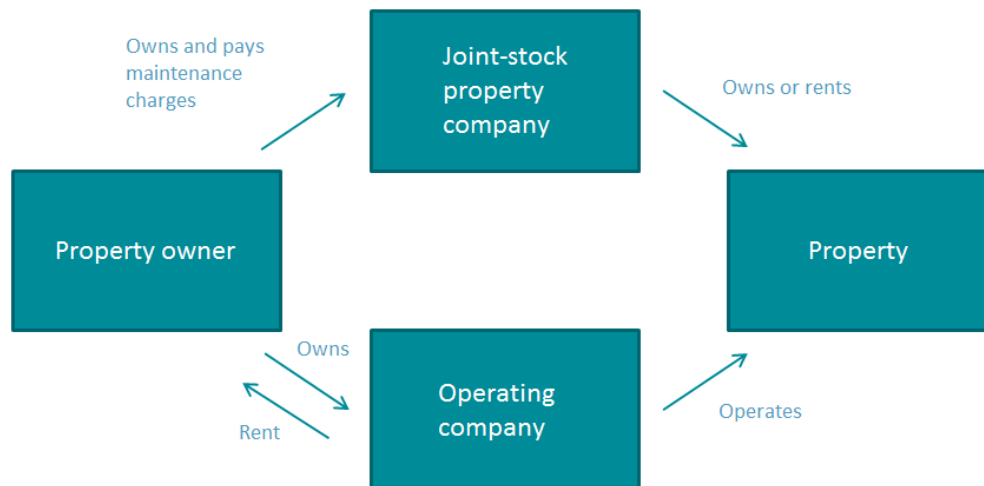 Owns and pays
maintenance
charges
Joint-stock
property
company
Owns or rents
Property owner
Property
Owns
Rent
Operating
company
Operates